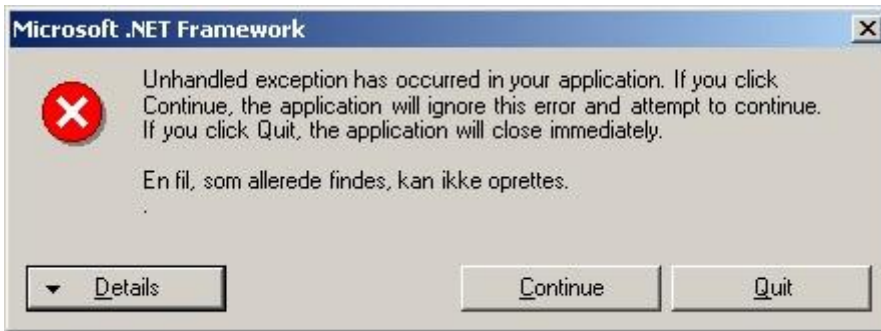 Microsoft .NET Framework
Unhandled exception has occurred in your application. If you click
Continue, the application will ignore this error and attempt to continue.
If you click Quit, the application will close immediately.
En fil, som allerede findes, kan ikke oprettes.
.
Details
Continue
Quit